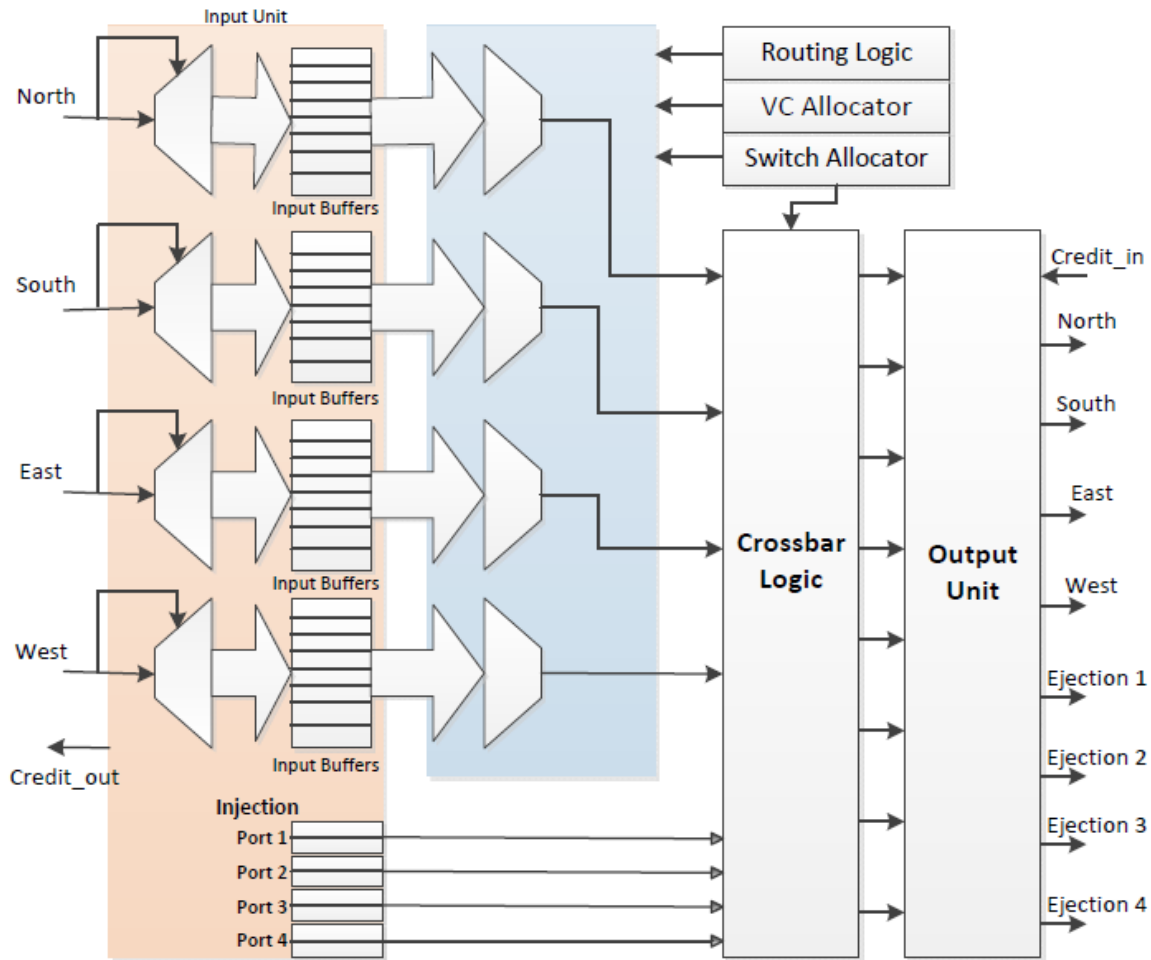 Input Unit
Routing Logic
VC Allocator
Switch Allocator
North
Input Buffers
South
Input Buffers
East
Input Buffers
West
Input Buffers
Credit_out
Injection
Port 1
Port 2
Port 3
Port 4
Crossbar
Logic
Output
Unit
Credit_in
North
South
East
West
Ejection 1
Ejection 2
Ejection 3
Ejection 4